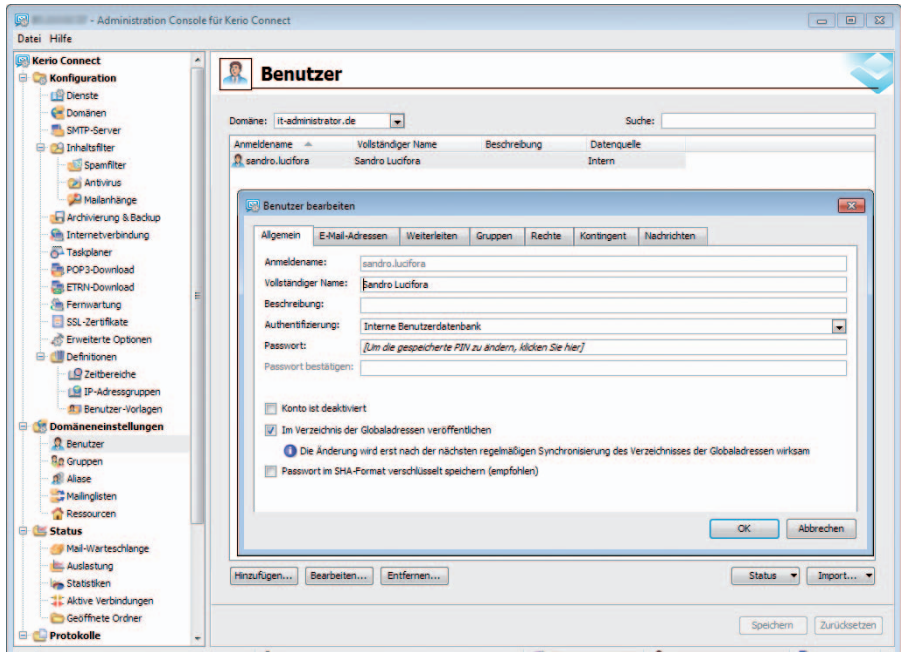 - Administration Console für Kerio Connect
Datei Hilfe
Kerio Connect
Konfiguration
Dienste
Domänen
SMTP-Server
Inhaltsfilter
Spamfilter
Antivirus
Mailanhänge
Archivierung & Backup
Internetverbindung
Taskplaner
POP3-Download
ETRN-Download
Fernwartung
SSL-Zertifikate
Erweiterte Optionen
Definitionen
Zeitbereiche
IP-Adressgruppen
Benutzer-Vorlagen
Domäneneinstellungen
Benutzer
Gruppen
Aliase
Mailinglisten
Ressourcen
Status
Mail-Warteschlange
Auslastung
Statistiken
Aktive Verbindungen
Geöffnete Ordner
Protokolle
Benutzer
Domäne: it-administrator.de Suche:
Anmeldename Vollständiger Name Beschreibung Datenquelle
sandro.lucifora Sandro Lucifora Intern
Benutzer bearbeiten
Allgemein E-Mail-Adressen Weiterleiten Gruppen Rechte Kontingent Nachrichten
Anmeldename: sandro.lucifora
Vollständiger Name: Sandro Lucifora
Beschreibung:
Authentifizierung: Interne Benutzerdatenbank
Passwort: [Um die gespeicherte PIN zu ändern, klicken Sie hier]
Passwort bestätigen:
Konto ist deaktiviert
Im Verzeichnis der Globaladressen veröffentlichen
Die Änderung wird erst nach der nächsten regelmäßigen Synchronisierung des Verzeichnisses der Globaladressen wirksam
Passwort im SHA-Format verschlüsselt speichern (empfohlen)
OK Abbrechen
Hinzufügen... Bearbeiten... Entfernen... Status Import...
Speichern Zurücksetzen